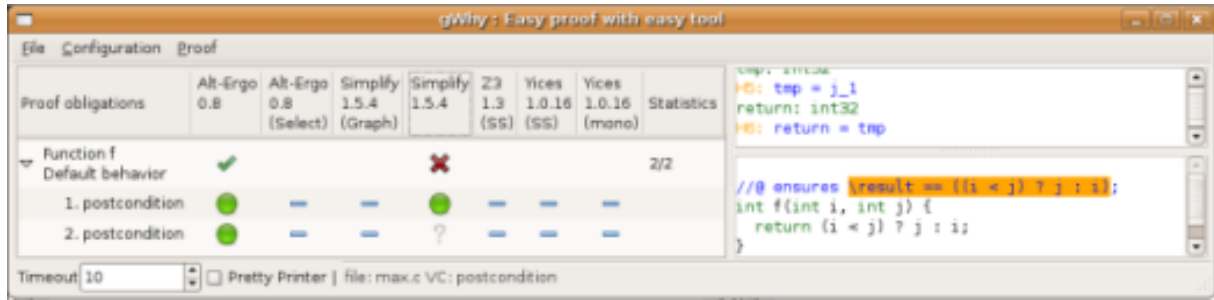 gWhy : Easy proof with easy tool
File Configuration Proof
Proof obligations
Alt-Ergo 0.8
Alt-Ergo 0.8 (Select)
Simplify 1.5.4 (Graph)
Simplify 1.5.4
Z3 1.3 (SS)
Yices 1.0.16 (SS)
Yices 1.0.16 (mono)
Statistics
Function f
Default behavior
2/2
1. postcondition
2. postcondition
?
Timeout 10
Pretty Printer | file: max.c VC: postcondition
tmp: int32
H5: tmp = j_1
return: int32
H6: return = tmp
//@ ensures \result == ((i < j) ? j : i);
int f(int i, int j) {
return (i < j) ? j : i;
}